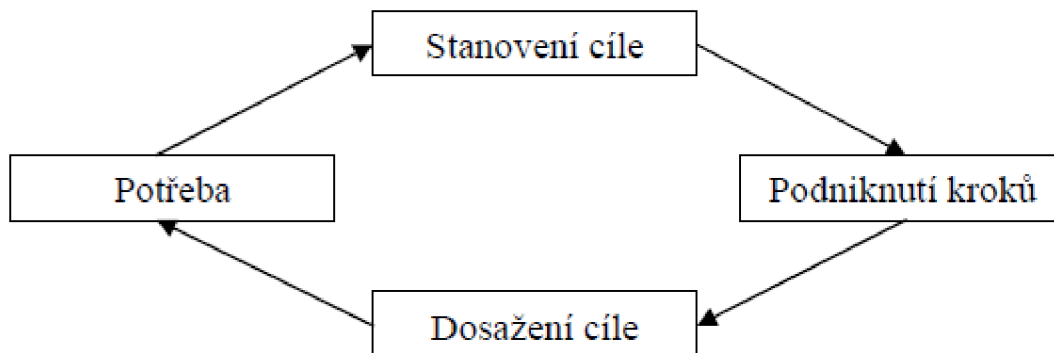 Stanovení cíle
Potřeba
Podniknutí kroků
Dosažení cíle